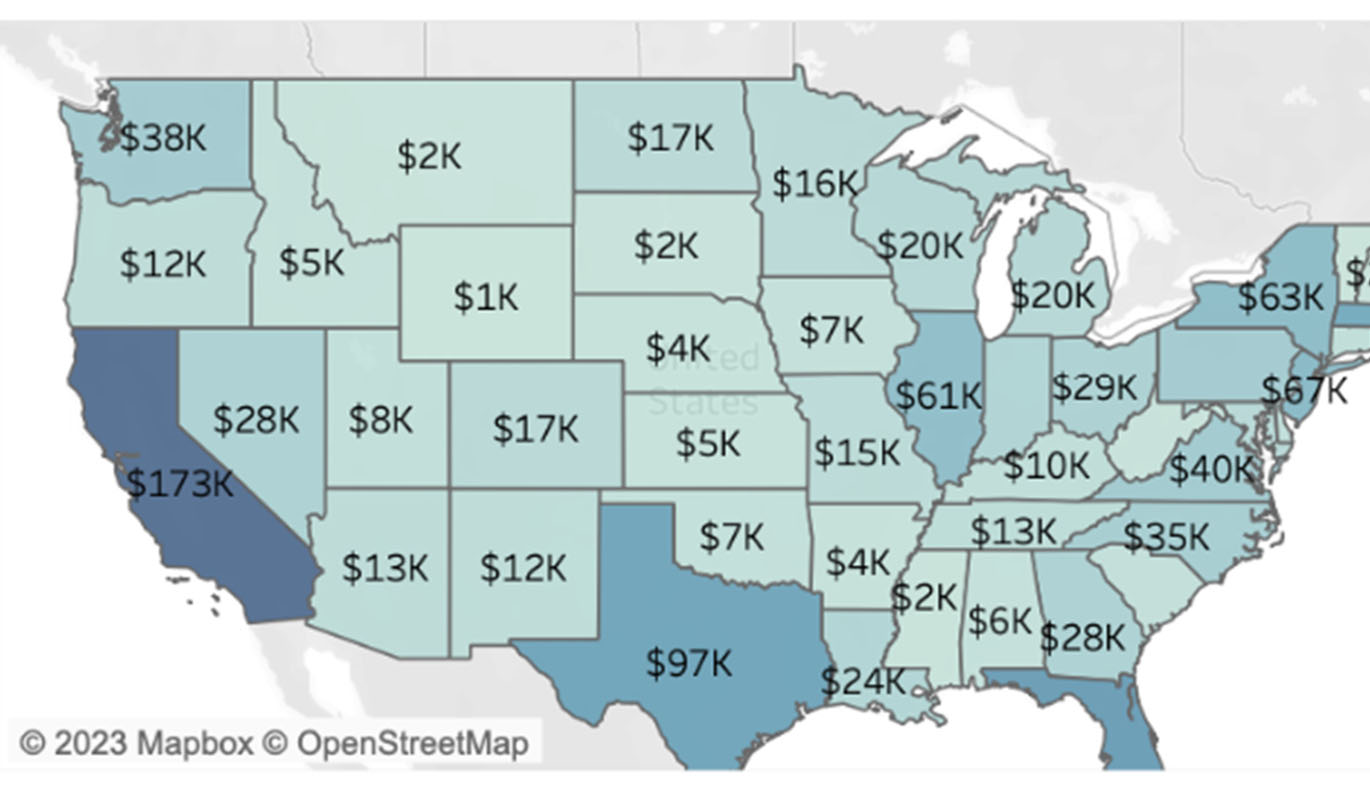 $38K
$2K
$17K
$16K
$12K
$5K
$1K
$2K
$20K
$20K
$63K
$7K
$4K
United
States
$173K
$28K
$8K
$17K
$5K
$15K
$61K
$29K
$67K
$10K
$40K
$13K
$12K
$7K
$4K
$13K
$35K
$2K
$6K
$28K
$97K
$24K
© 2023 Mapbox © OpenStreetMap